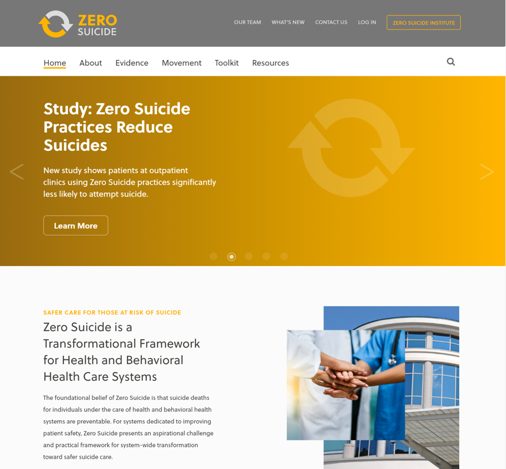 ZERO
SUICIDE
OUR TEAM WHAT'S NEW CONTACT US LOG IN ZERO SUICIDE INSTITUTE
Home About Evidence Movement Toolkit Resources
Study: Zero Suicide
Practices Reduce
Suicides
New study shows patients at outpatient
clinics using Zero Suicide practices significantly
less likely to attempt suicide.
Learn More
SAFER CARE FOR THOSE AT RISK OF SUICIDE
Zero Suicide is a
Transformational Framework
for Health and Behavioral
Health Care Systems
The foundational belief of Zero Suicide is that suicide deaths
for individuals under the care of health and behavioral health
systems are preventable. For systems dedicated to improving
patient safety, Zero Suicide presents an aspirational challenge
and practical framework for system-wide transformation
toward safer suicide care.